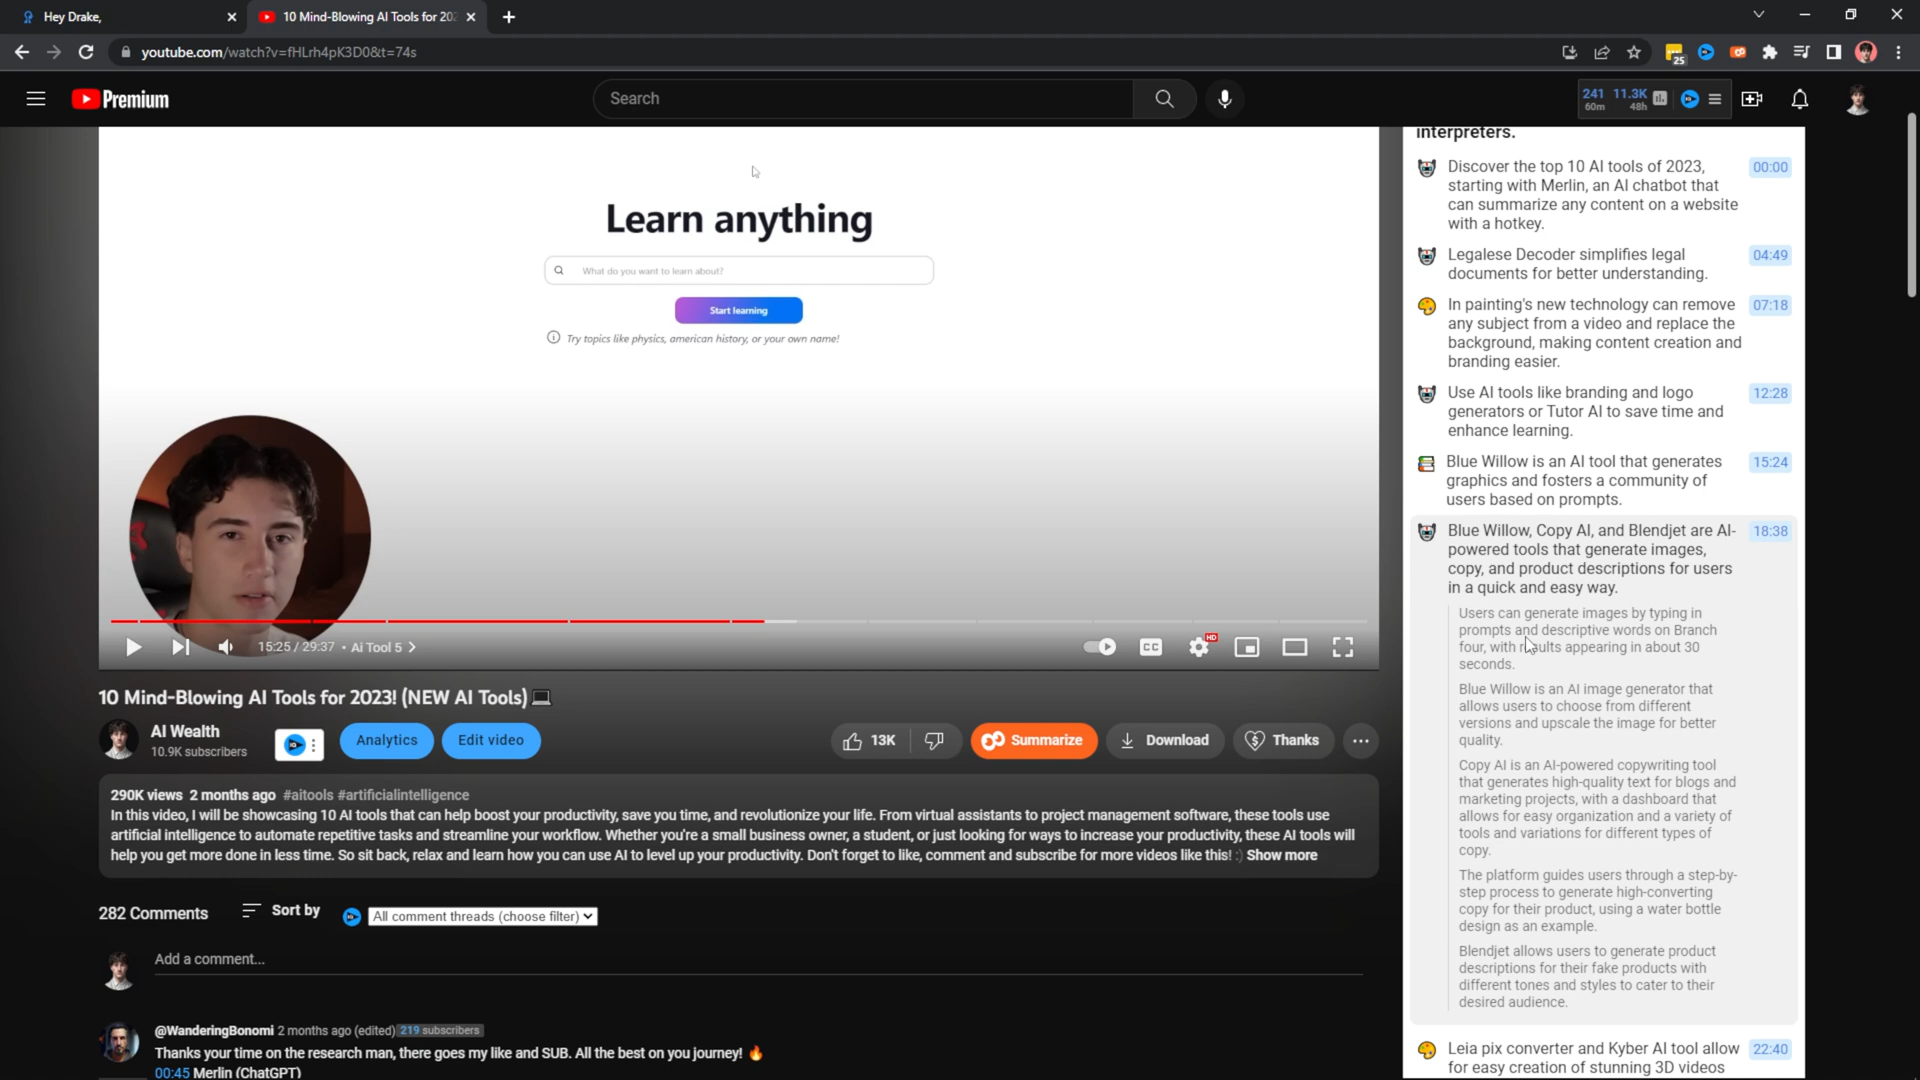 Hey Drake,
10 Mind-Blowing AI Tools for 202
youtube.com/watch?v=fHLrh4pK3D0&t=74s
25
Premium
Search
241 11.3K
60m 48h
Learn anything
What do you want to learn about?
Start learning
Try topics like physics, american history, or your own name!
15:25 / 29:37 • Ai Tool 5
CC
HD
10 Mind-Blowing AI Tools for 2023! (NEW AI Tools)
AI Wealth
10.9K subscribers
Analytics
Edit video
13K
Summarize
Download
Thanks
290K views 2 months ago #aitools #artificialintelligence
In this video, I will be showcasing 10 AI tools that can help boost your productivity, save you time, and revolutionize your life. From virtual assistants to project management software, these tools use
artificial intelligence to automate repetitive tasks and streamline your workflow. Whether you're a small business owner, a student, or just looking for ways to increase your productivity, these AI tools will
help you get more done in less time. So sit back, relax and learn how you can use AI to level up your productivity. Don't forget to like, comment and subscribe for more videos like this! :) Show more
282 Comments
Sort by
All comment threads (choose filter)
Add a comment...
@WanderingBonomi 2 months ago (edited) 219 subscribers
Thanks your time on the research man, there goes my like and SUB. All the best on you journey!
00:45 Merlin (ChatGPT)
interpreters.
Discover the top 10 AI tools of 2023, 00:00
starting with Merlin, an AI chatbot that
can summarize any content on a website
with a hotkey.
Legalese Decoder simplifies legal 04:49
documents for better understanding.
In painting's new technology can remove 07:18
any subject from a video and replace the
background, making content creation and
branding easier.
Use AI tools like branding and logo 12:28
generators or Tutor AI to save time and
enhance learning.
Blue Willow is an AI tool that generates 15:24
graphics and fosters a community of
users based on prompts.
Blue Willow, Copy AI, and Blendjet are AI- 18:38
powered tools that generate images,
copy, and product descriptions for users
in a quick and easy way.
Users can generate images by typing in
prompts and descriptive words on Branch
four, with results appearing in about 30
seconds.
Blue Willow is an AI image generator that
allows users to choose from different
versions and upscale the image for better
quality.
Copy AI is an AI-powered copywriting tool
that generates high-quality text for blogs and
marketing projects, with a dashboard that
allows for easy organization and a variety of
tools and variations for different types of
copy.
The platform guides users through a step-by-
step process to generate high-converting
copy for their product, using a water bottle
design as an example.
Blendjet allows users to generate product
descriptions for their fake products with
different tones and styles to cater to their
desired audience.
Leia pix converter and Kyber AI tool allow 22:40
for easy creation of stunning 3D videos